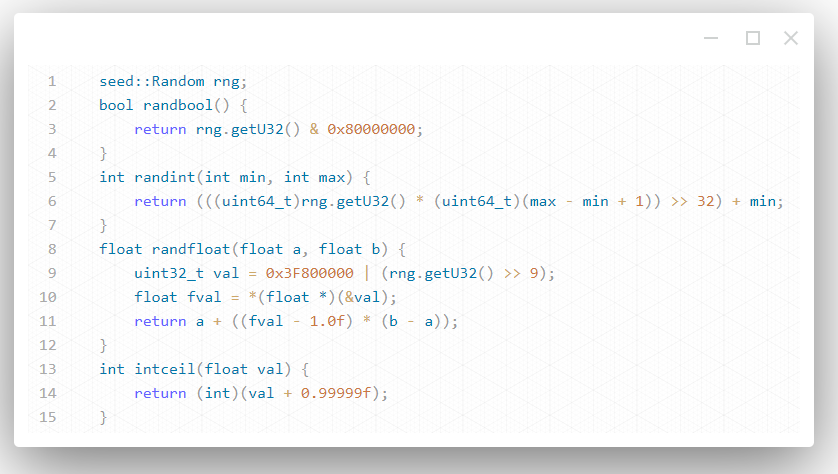 1 seed::Random rng;
2 bool randbool() {
3 return rng.getU32() & 0x80000000;
4 }
5 int randint(int min, int max) {
6 return (((uint64_t)rng.getU32() * (uint64_t)(max - min + 1)) >> 32) + min;
7 }
8 float randfloat(float a, float b) {
9 uint32_t val = 0x3F800000 | (rng.getU32() >> 9);
10 float fval = *(float *)(&val);
11 return a + ((fval - 1.0f) * (b - a));
12 }
13 int intceil(float val) {
14 return (int)(val + 0.99999f);
15 }